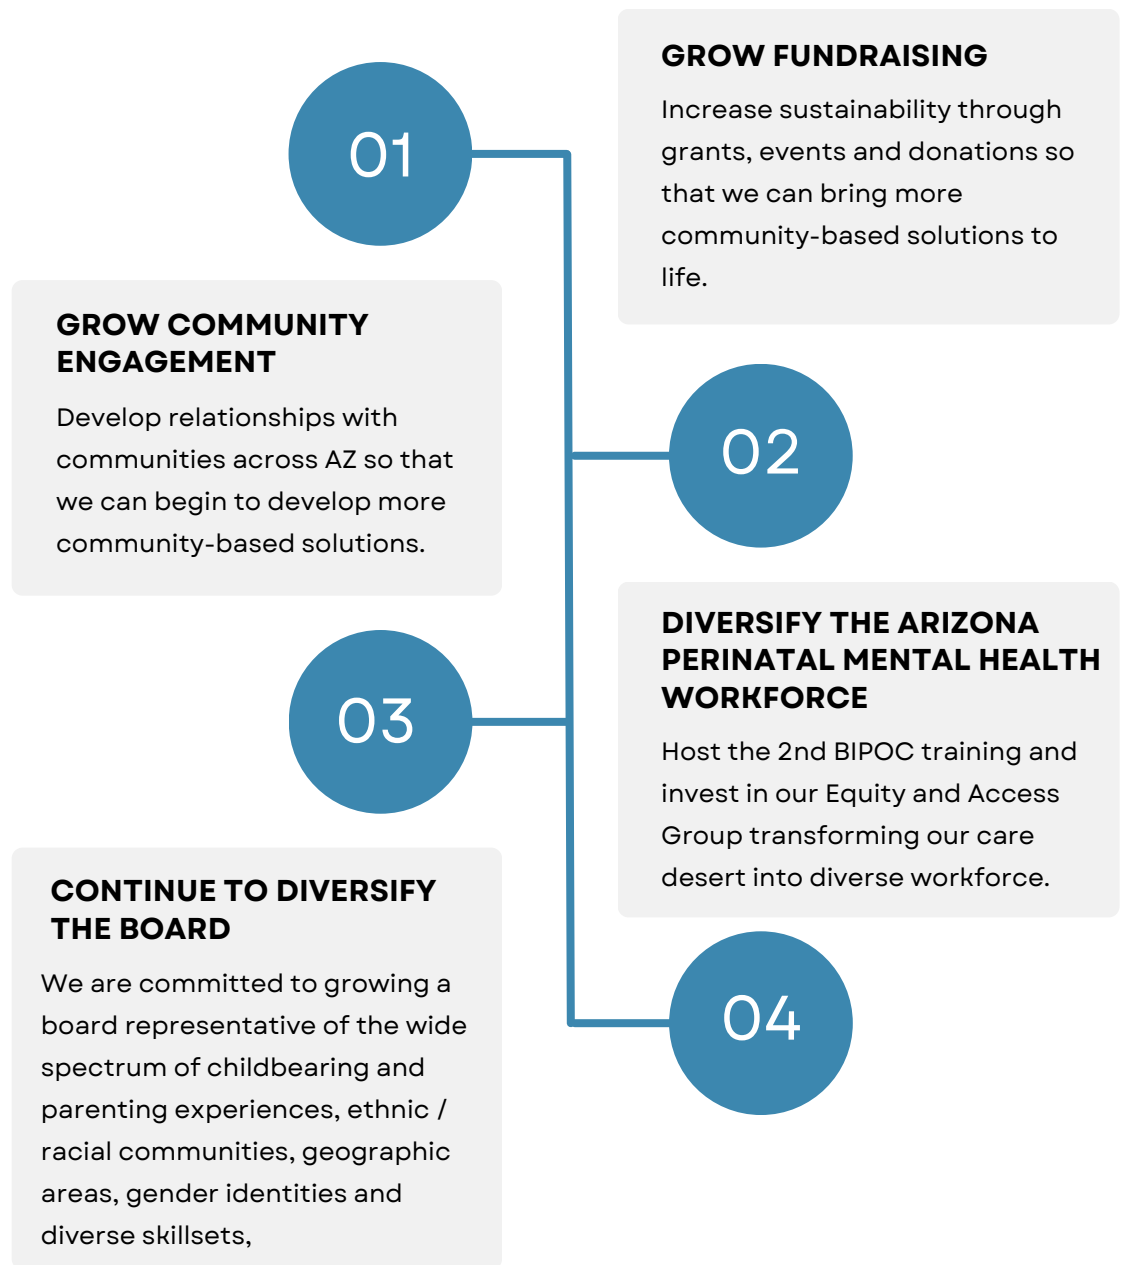 01
GROW FUNDRAISING
Increase sustainability through
grants, events and donations so
that we can bring more
community-based solutions to
life.
02
GROW COMMUNITY
ENGAGEMENT
Develop relationships with
communities across AZ so that
we can begin to develop more
community-based solutions.
03
DIVERSIFY THE ARIZONA
PERINATAL MENTAL HEALTH
WORKFORCE
Host the 2nd BIPOC training and
invest in our Equity and Access
Group transforming our care
desert into diverse workforce.
04
CONTINUE TO DIVERSIFY
THE BOARD
We are committed to growing a
board representative of the wide
spectrum of childbearing and
parenting experiences, ethnic /
racial communities, geographic
areas, gender identities and
diverse skillsets,